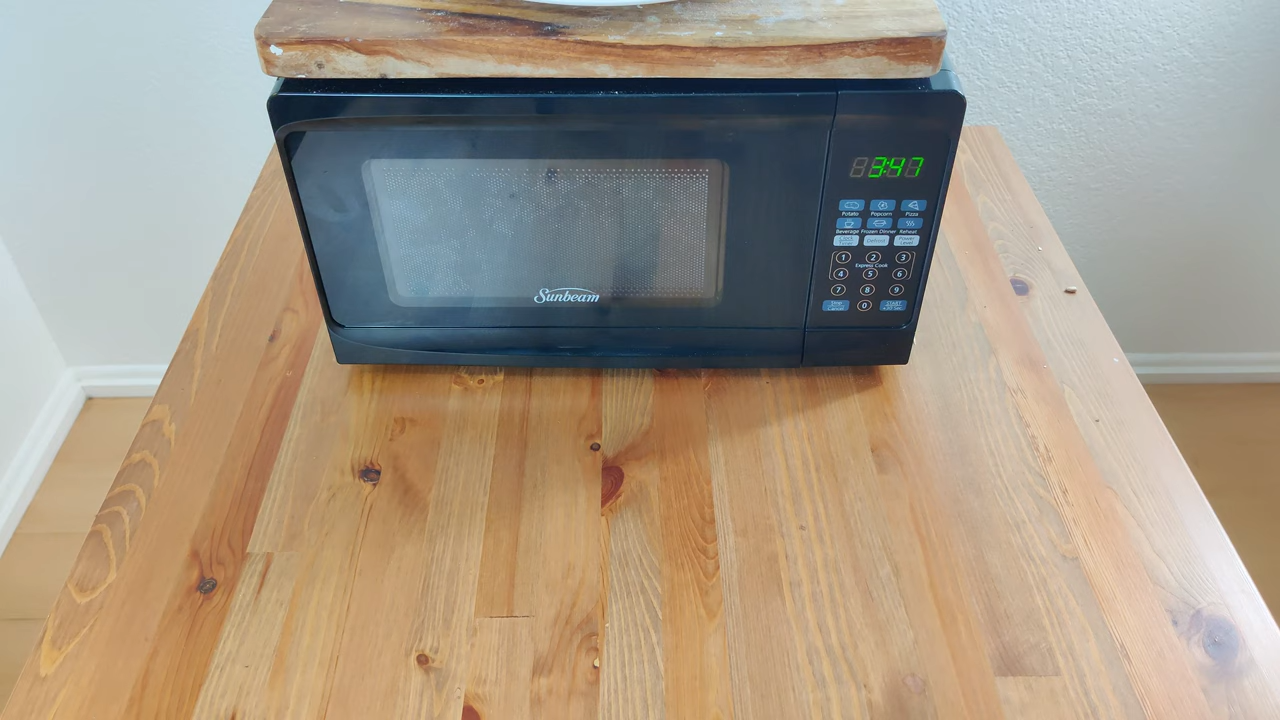 3:47
Potato Popcorn Pizza
Beverage Frozen Dinner Reheat
Clock Defrost Power
Timer Level
1 2 3
Express Cook
4 5 6
7 8 9
Stop 0 START
Cancel +30 Sec.
Sunbeam